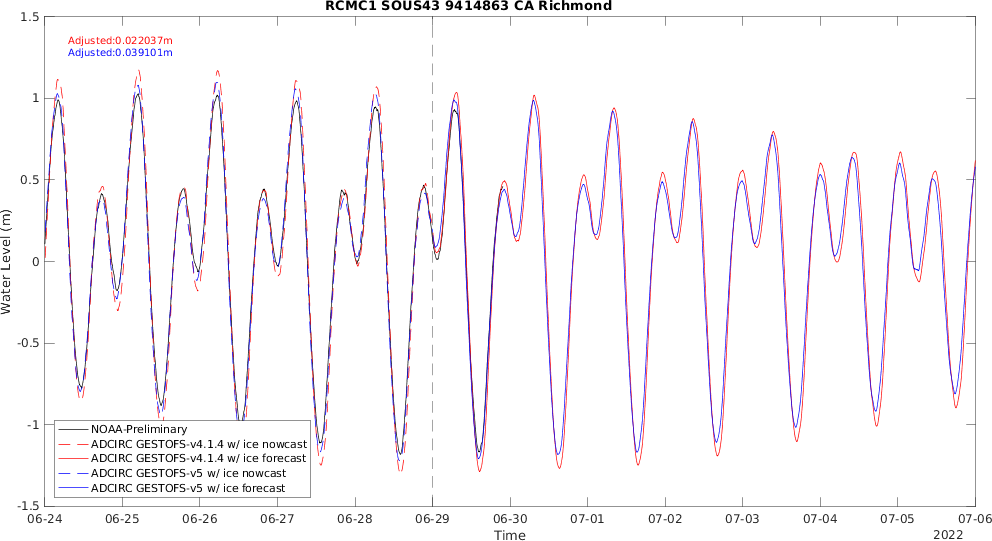 RCMC1 SOUS43 9414863 CA Richmond
Adjusted:0.022037m
Adjusted:0.039101m
1.5
1
0.5
0
-0.5
-1
-1.5
Water Level (m)
NOAA-Preliminary
ADCIRC GESTOFS-v4.1.4 w/ ice nowcast
ADCIRC GESTOFS-v4.1.4 w/ ice forecast
ADCIRC GESTOFS-v5 w/ ice nowcast
ADCIRC GESTOFS-v5 w/ ice forecast
06-24 06-25 06-26 06-27 06-28 06-29 06-30 07-01 07-02 07-03 07-04 07-05 07-06
Time
2022